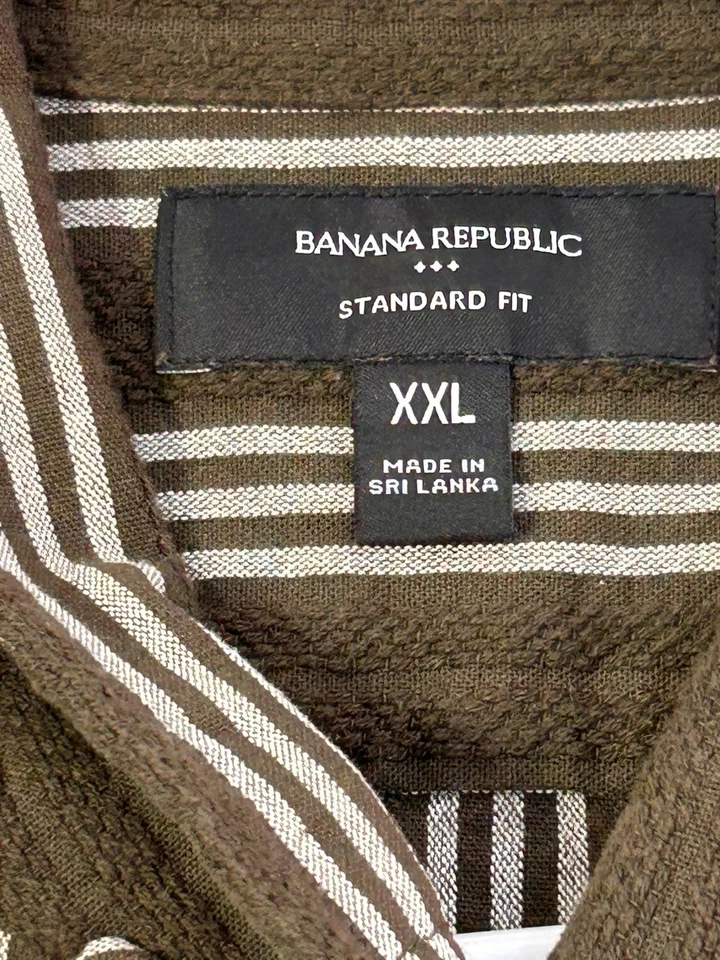 BANANA REPUBLIC
STANDARD FIT
XXL
MADE IN
SRI LANKA